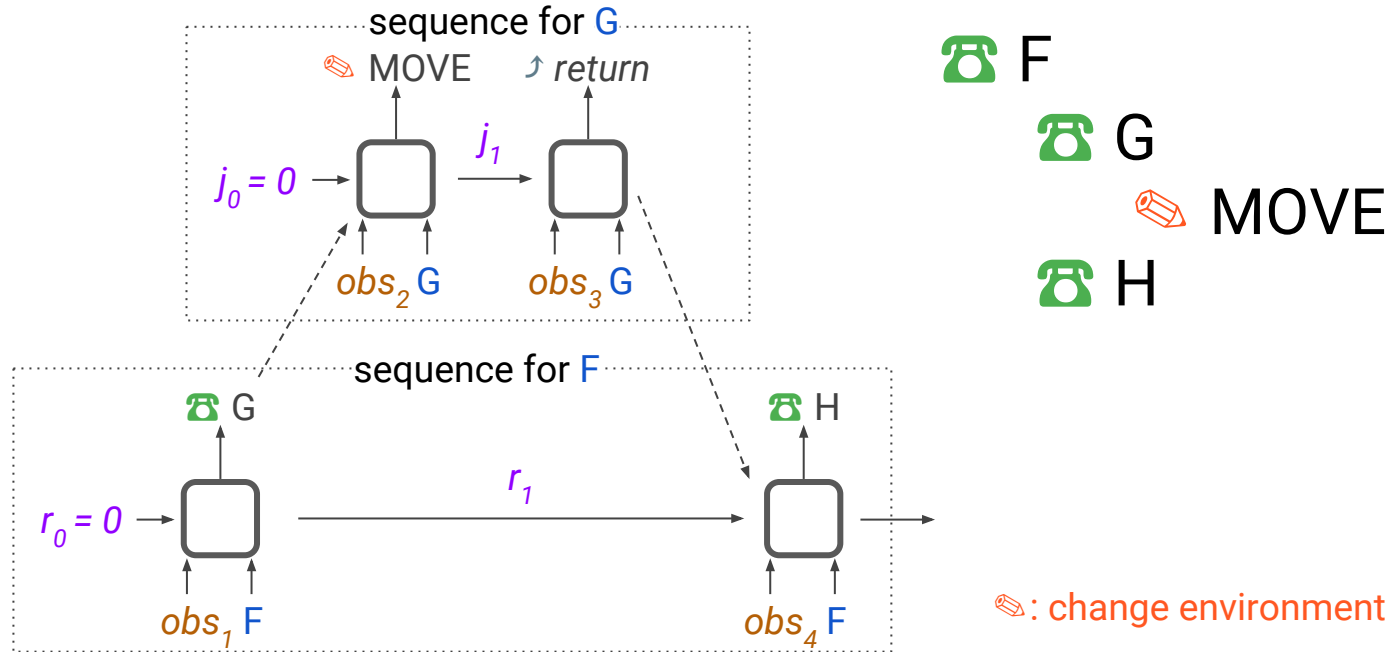 sequence for G
MOVE
return
j₀ = 0
j₁
obs₂ G
obs₃ G
sequence for F
G
H
r₀ = 0
r₁
obs₁ F
obs₄ F
F
G
MOVE
H
: change environment